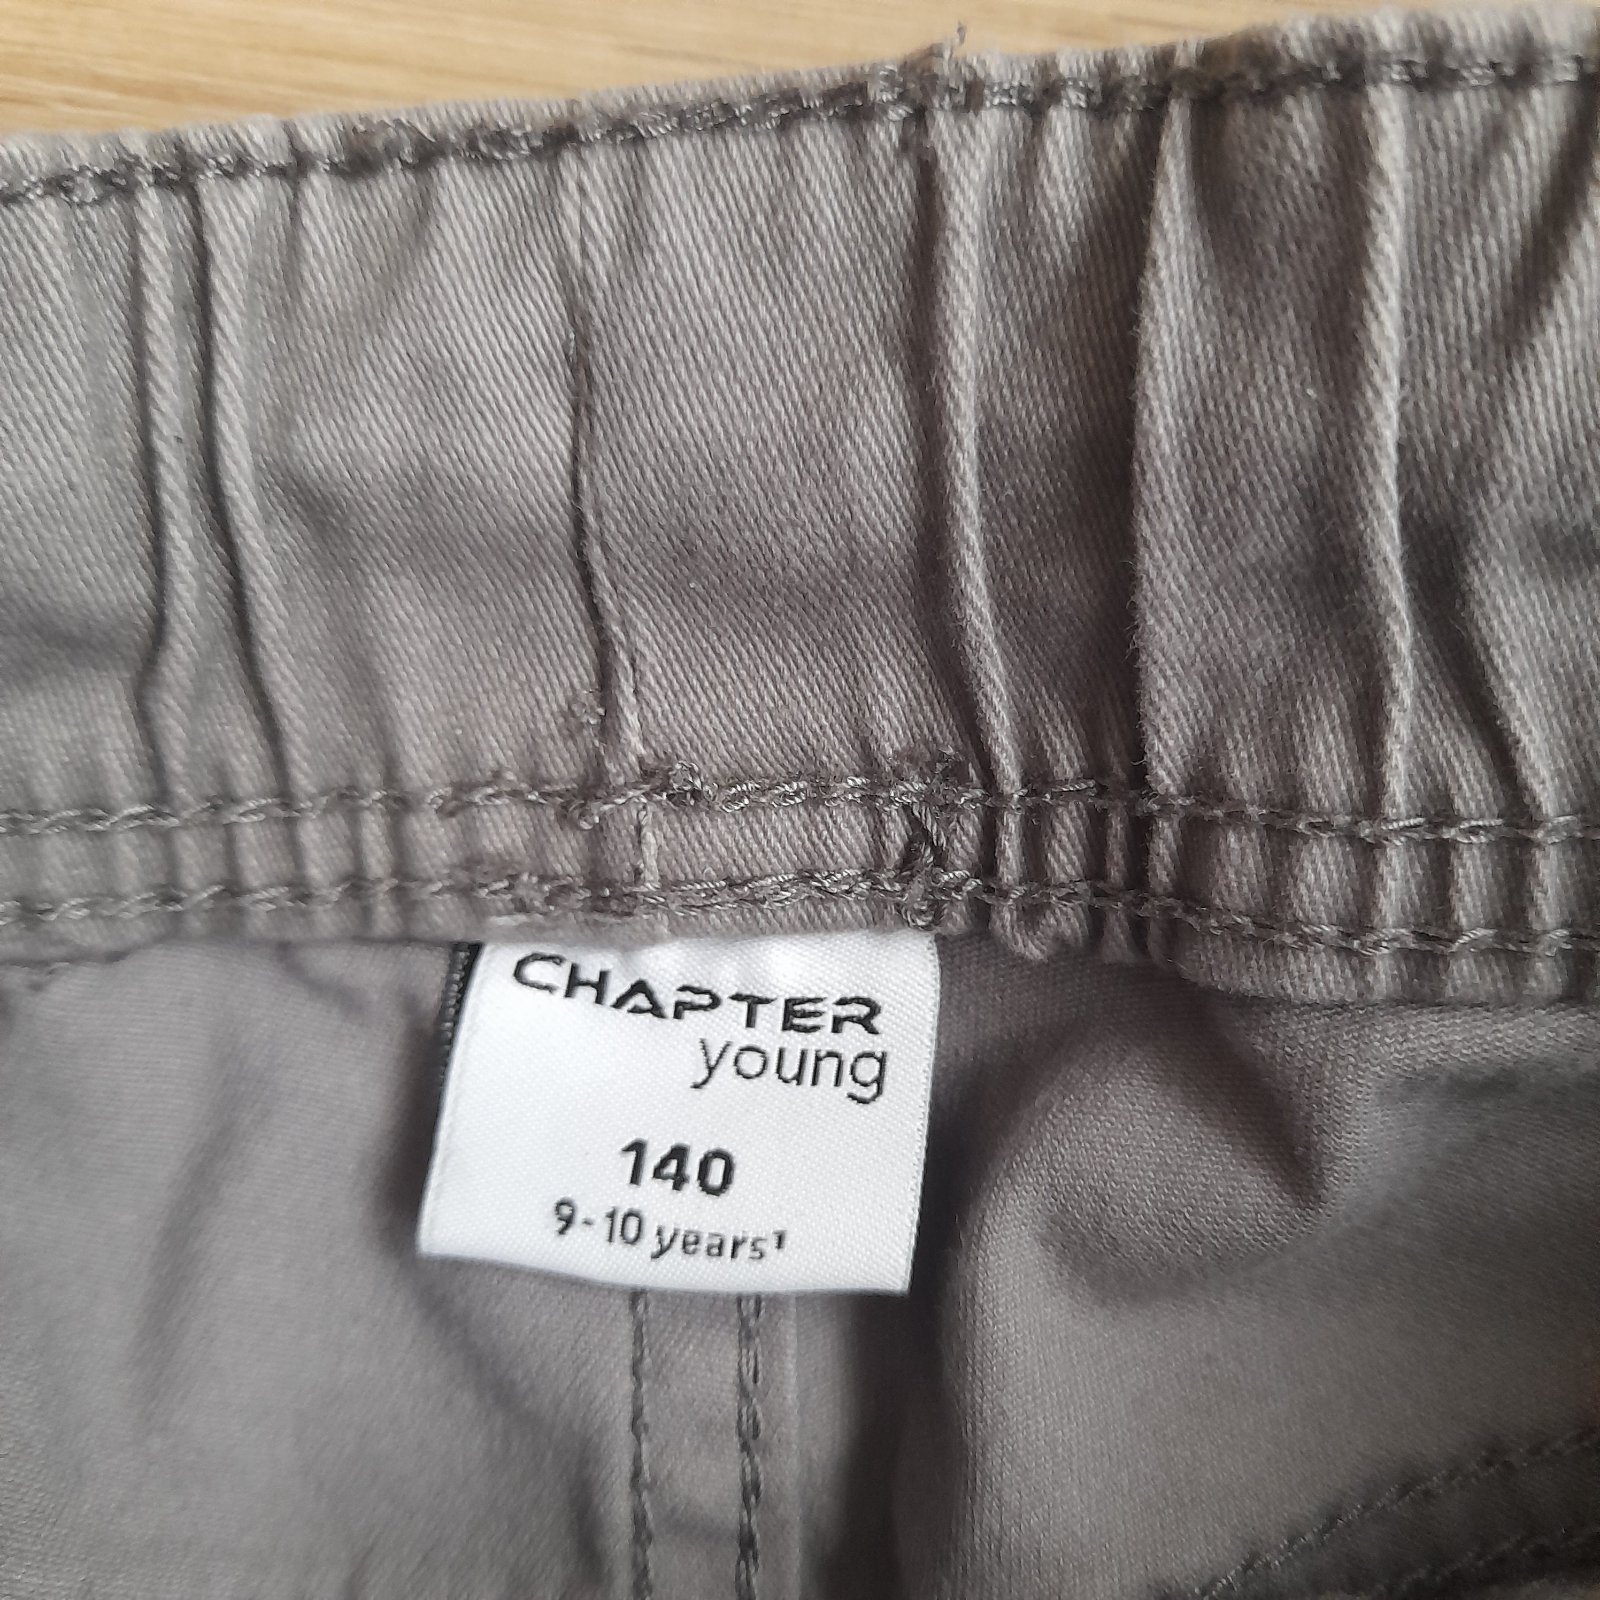 CHAPTER
young
140
9-10 years¹